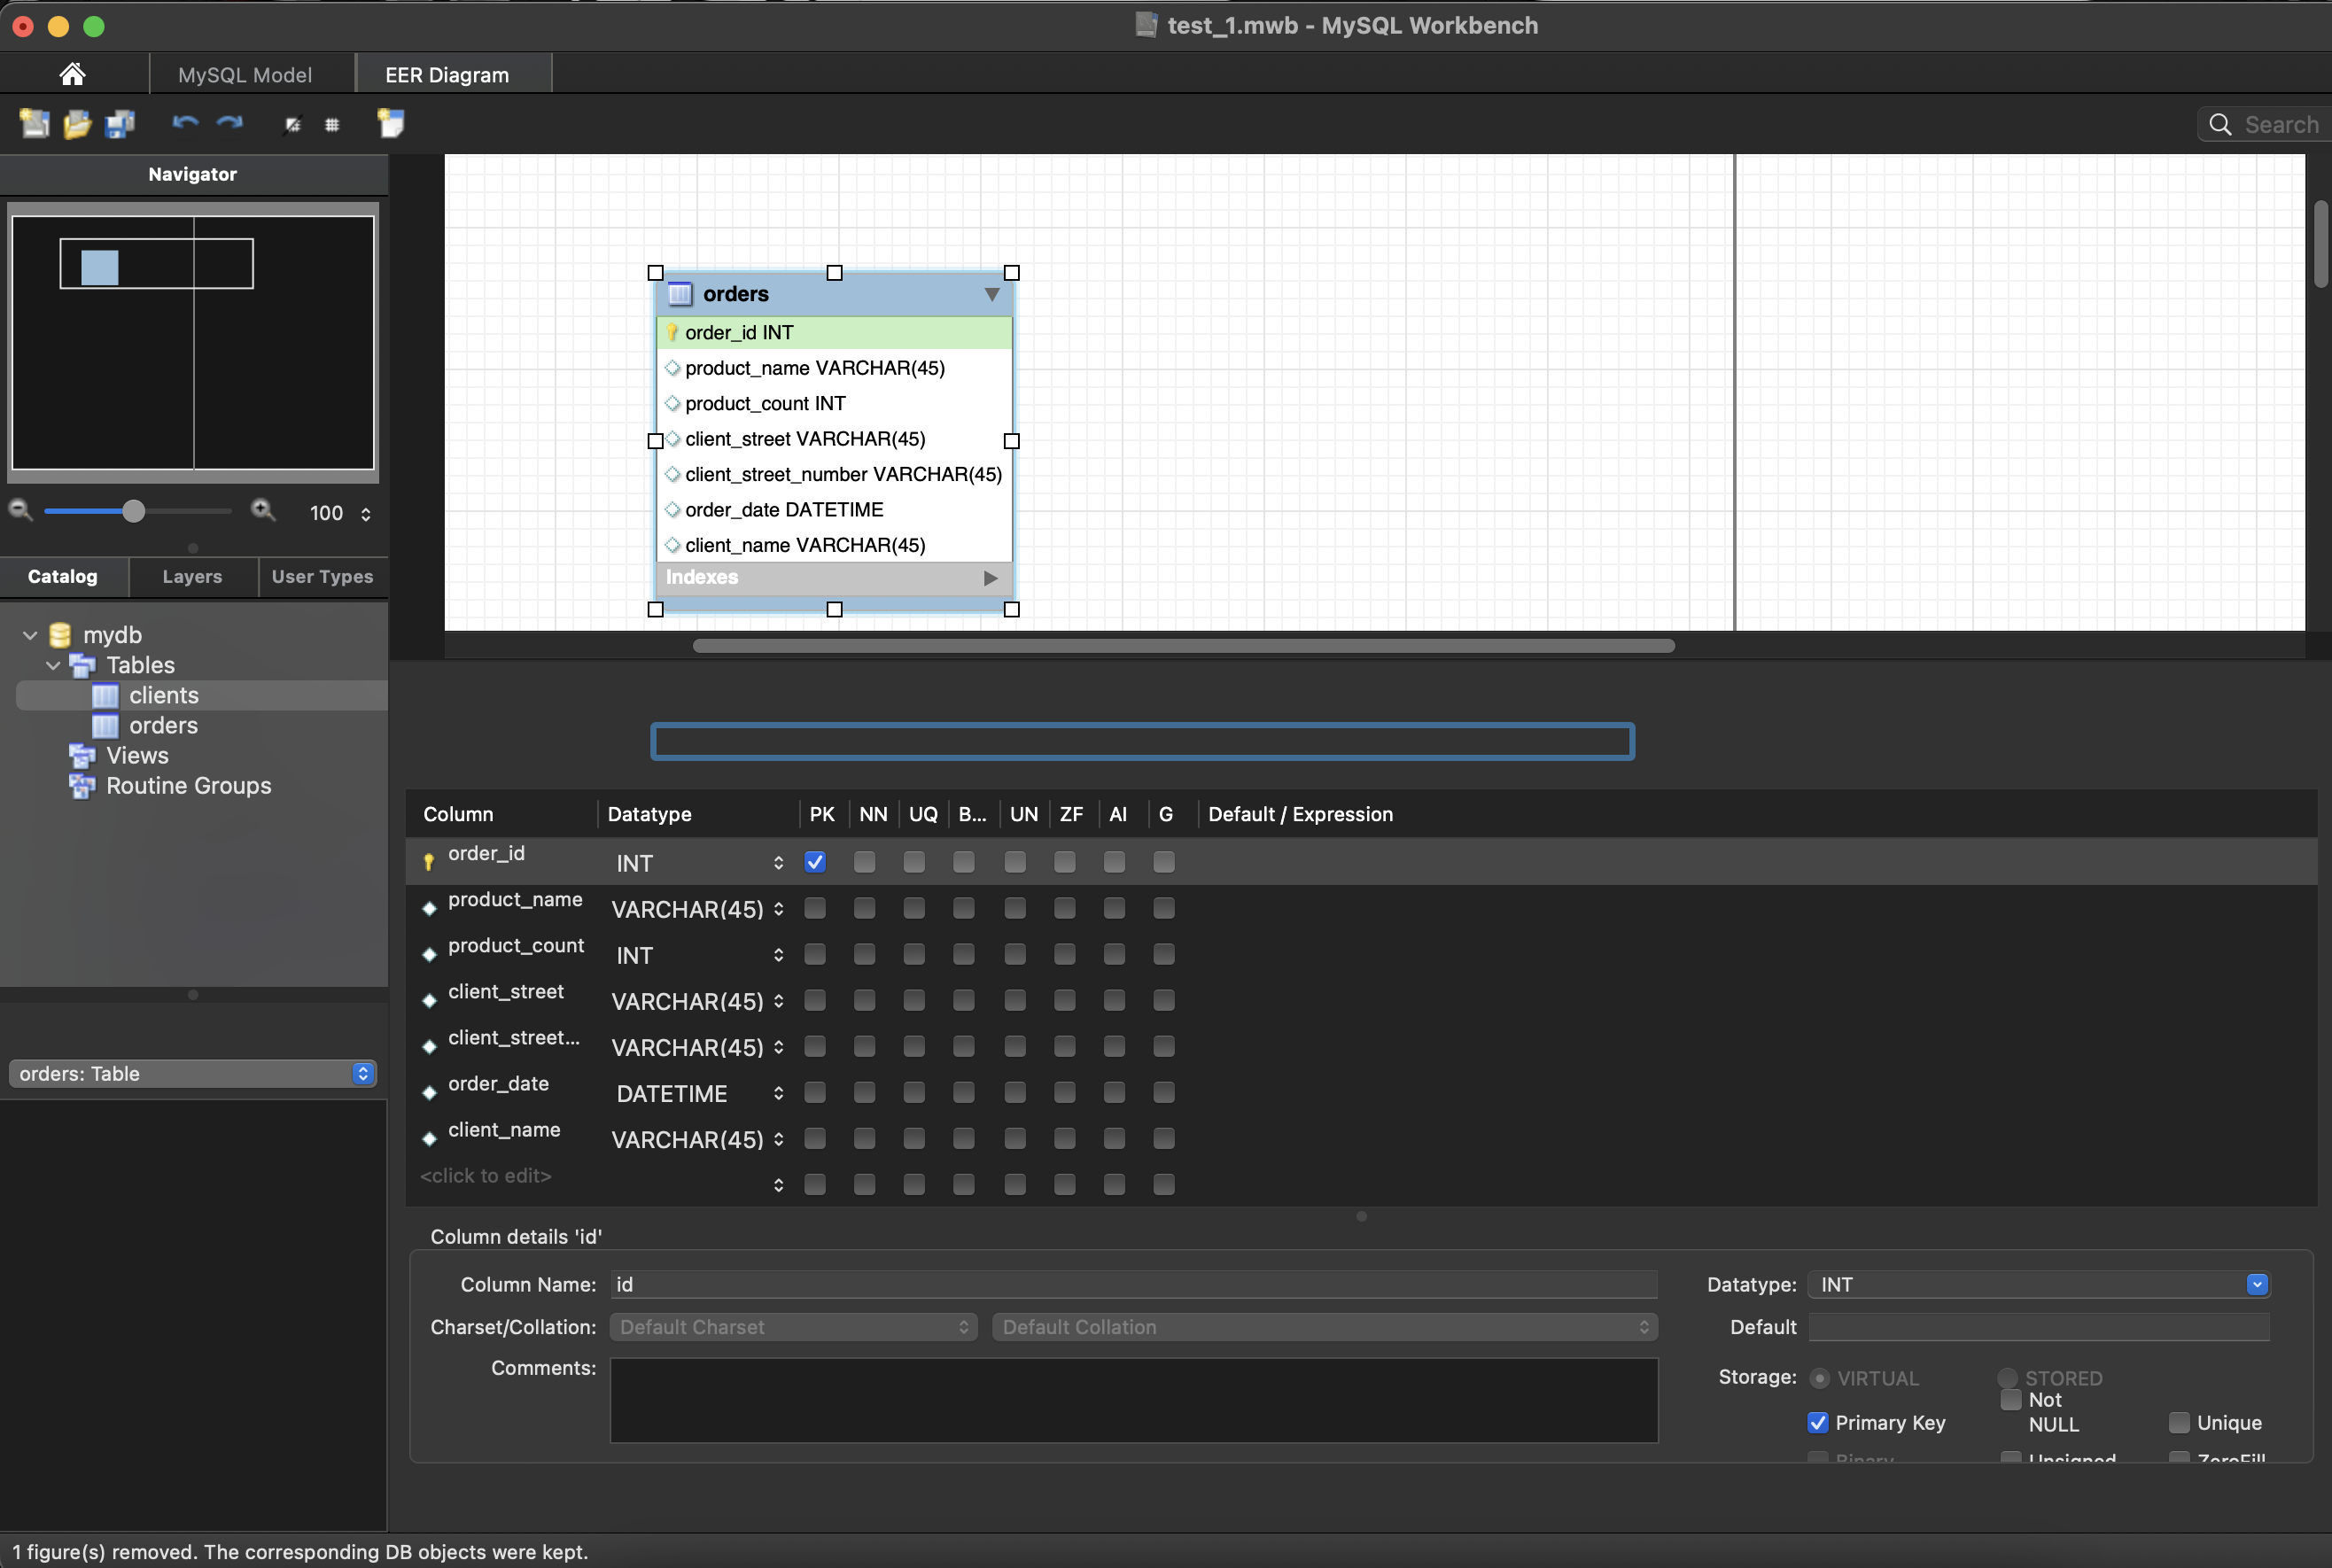 test_1.mwb - MySQL Workbench
MySQL Model
EER Diagram
Search
Navigator
100
Catalog
Layers
User Types
mydb
Tables
clients
orders
Views
Routine Groups
orders: Table
orders
order_id INT
product_name VARCHAR(45)
product_count INT
client_street VARCHAR(45)
client_street_number VARCHAR(45)
order_date DATETIME
client_name VARCHAR(45)
Indexes
Column Datatype PK NN UQ B... UN ZF AI G Default / Expression
order_id INT
product_name VARCHAR(45)
product_count INT
client_street VARCHAR(45)
client_street... VARCHAR(45)
order_date DATETIME
client_name VARCHAR(45)
<click to edit>
Column details 'id'
Column Name: id
Datatype: INT
Charset/Collation: Default Charset Default Collation
Default
Comments:
Storage: VIRTUAL STORED
Primary Key
Not
NULL
Unique
Binary Unsigned ZeroFill
1 figure(s) removed. The corresponding DB objects were kept.